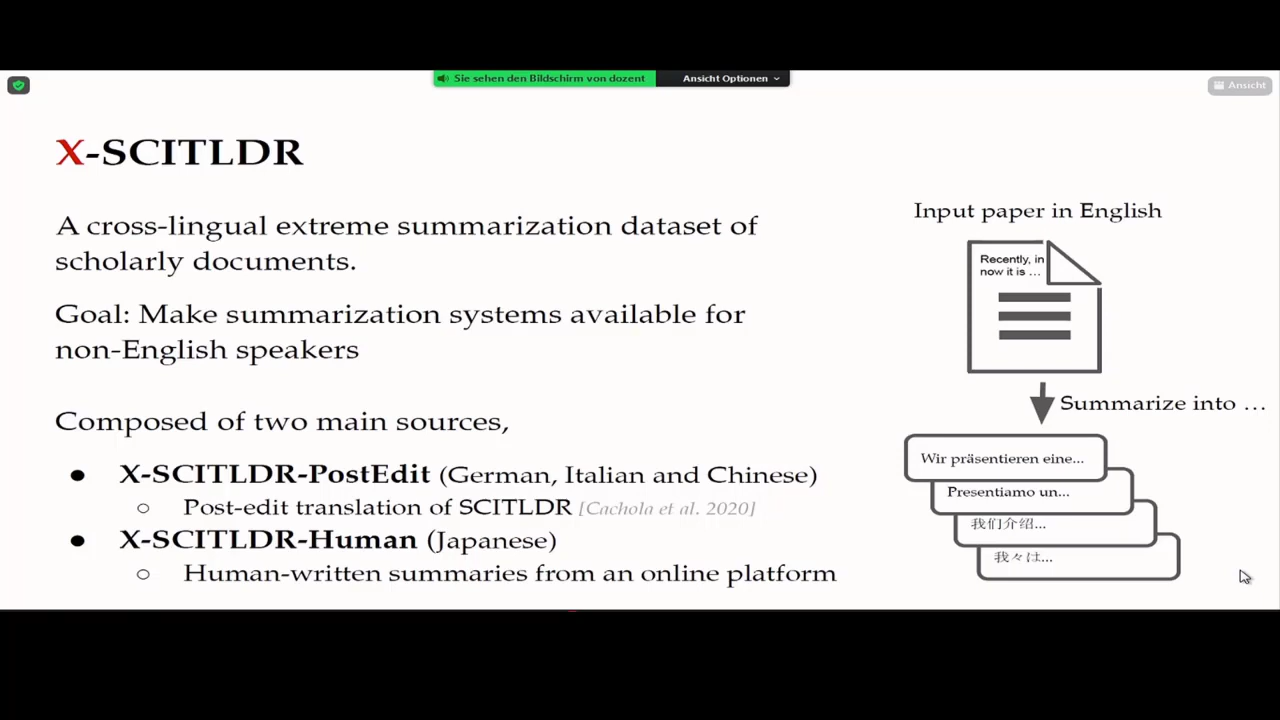 Sie sehen den Bildschirm von dozent
Ansicht Optionen
Ansicht
X-SCITLDR
A cross-lingual extreme summarization dataset of
scholarly documents.
Goal: Make summarization systems available for
non-English speakers
Composed of two main sources,
● X-SCITLDR-PostEdit (German, Italian and Chinese)
○ Post-edit translation of SCITLDR [Cachola et al. 2020]
● X-SCITLDR-Human (Japanese)
○ Human-written summaries from an online platform
Input paper in English
Recently, in
now it is ...
Summarize into ...
Wir präsentieren eine...
Presentiamo un...
我们介绍...
我々は...